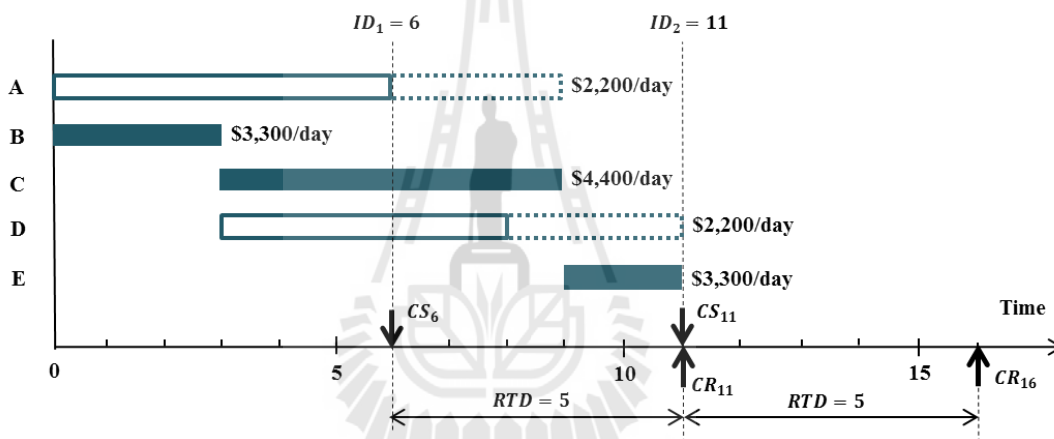 ID₁ = 6 ID₂ = 11
A $2,200/day
B $3,300/day
C $4,400/day
D $2,200/day
E $3,300/day
CS₆ CS₁₁ Time
0 5 10 15
CR₁₁ CR₁₆
RTD = 5 RTD = 5